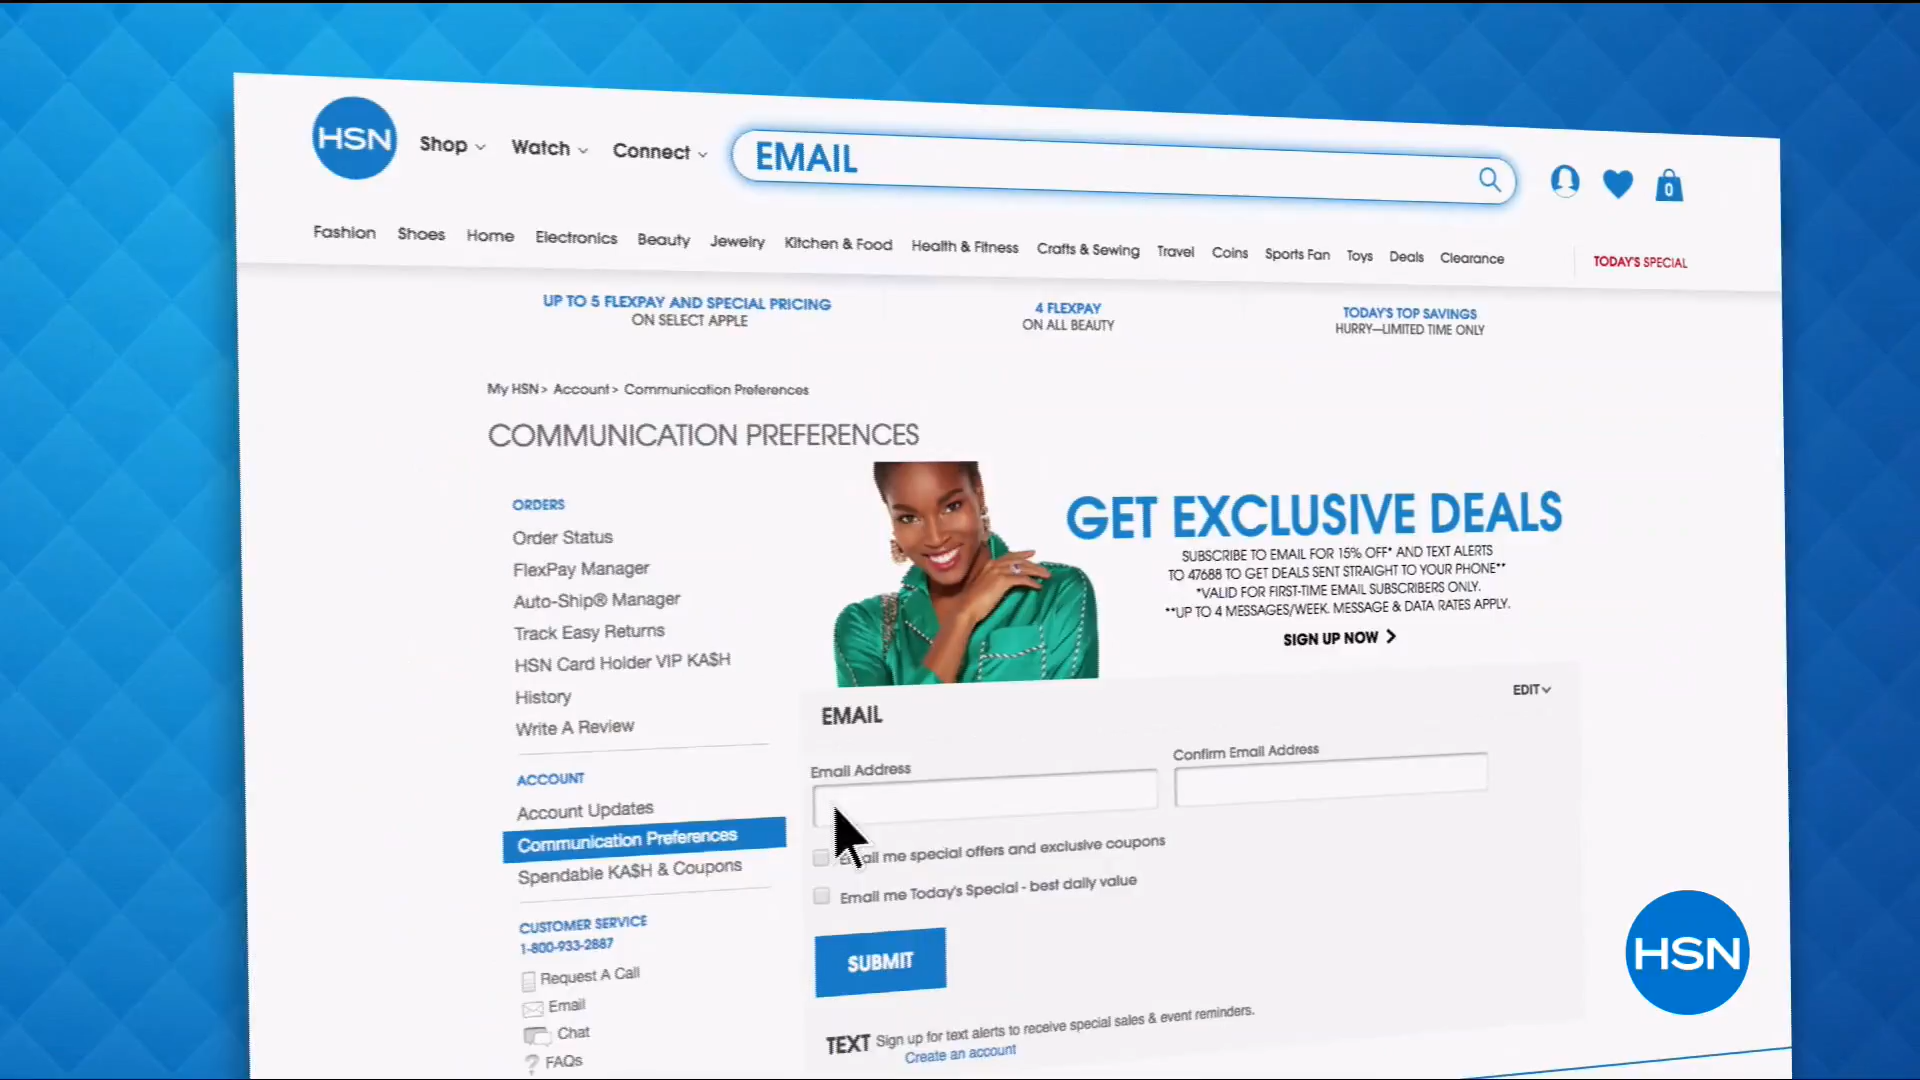 HSN
Shop
Watch
Connect
EMAIL
0
Fashion
Shoes
Home
Electronics
Beauty
Jewelry
Kitchen & Food
Health & Fitness
Crafts & Sewing
Travel
Coins
Sports Fan
Toys
Deals
Clearance
TODAY'S SPECIAL
UP TO 5 FLEXPAY AND SPECIAL PRICING
ON SELECT APPLE
4 FLEXPAY
ON ALL BEAUTY
TODAY'S TOP SAVINGS
HURRY—LIMITED TIME ONLY
My HSN> Account> Communication Preferences
COMMUNICATION PREFERENCES
ORDERS
Order Status
FlexPay Manager
Auto-Ship® Manager
Track Easy Returns
HSN Card Holder VIP KA$H
History
Write A Review
ACCOUNT
Account Updates
Communication Preferences
Spendable KA$H & Coupons
CUSTOMER SERVICE
1-800-933-2887
Request A Call
Email
Chat
? FAQs
GET EXCLUSIVE DEALS
SUBSCRIBE TO EMAIL FOR 15% OFF* AND TEXT ALERTS
TO 47688 TO GET DEALS SENT STRAIGHT TO YOUR PHONE**
*VALID FOR FIRST-TIME EMAIL SUBSCRIBERS ONLY.
**UP TO 4 MESSAGES/WEEK. MESSAGE & DATA RATES APPLY.
SIGN UP NOW >
EDIT
EMAIL
Email Address
Confirm Email Address
Email me special offers and exclusive coupons
Email me Today's Special - best daily value
SUBMIT
TEXT Sign up for text alerts to receive special sales & event reminders.
Create an account
HSN